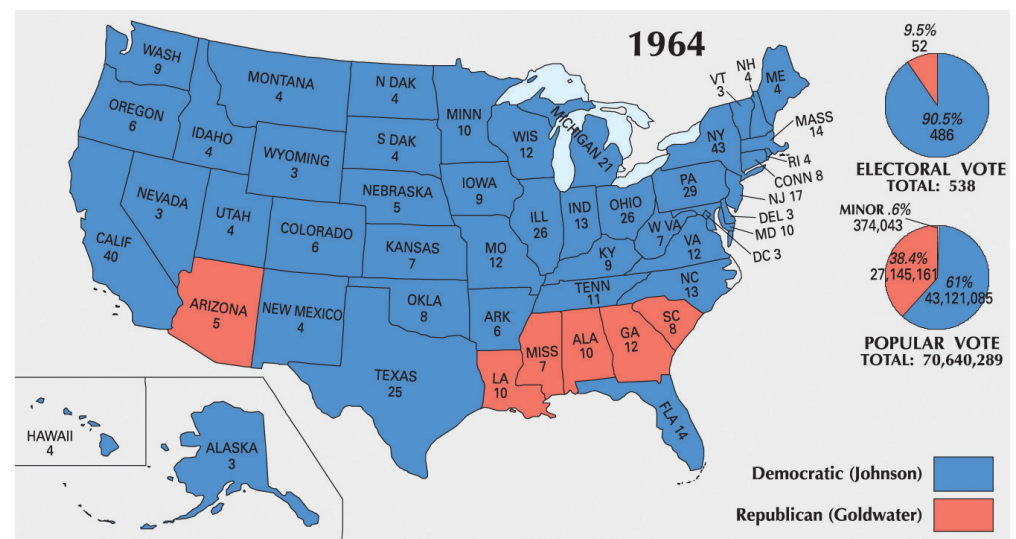 1964
WASH
9
OREGON
6
CALIF
40
NEVADA
3
IDAHO
4
MONTANA
4
WYOMING
3
UTAH
4
COLORADO
6
ARIZONA
5
NEW MEXICO
4
N DAK
4
S DAK
4
NEBRASKA
5
KANSAS
7
OKLA
8
TEXAS
25
MINN
10
IOWA
9
MO
12
ARK
6
LA
10
WIS
12
ILL
26
MICHIGAN 21
IND
13
OHIO
26
KY
9
TENN
11
MISS
7
ALA
10
GA
12
FLA 14
SC
8
NC
13
VA
12
W VA
7
PA
29
NY
43
VT
3
NH
4
ME
4
MASS
14
RI 4
CONN 8
NJ 17
DEL 3
MD 10
DC 3
HAWAII
4
ALASKA
3
9.5%
52
90.5%
486
ELECTORAL VOTE
TOTAL: 538
MINOR .6%
374,043
38.4%
27,145,161
61%
43,121,085
POPULAR VOTE
TOTAL: 70,640,289
Democratic (Johnson)
Republican (Goldwater)